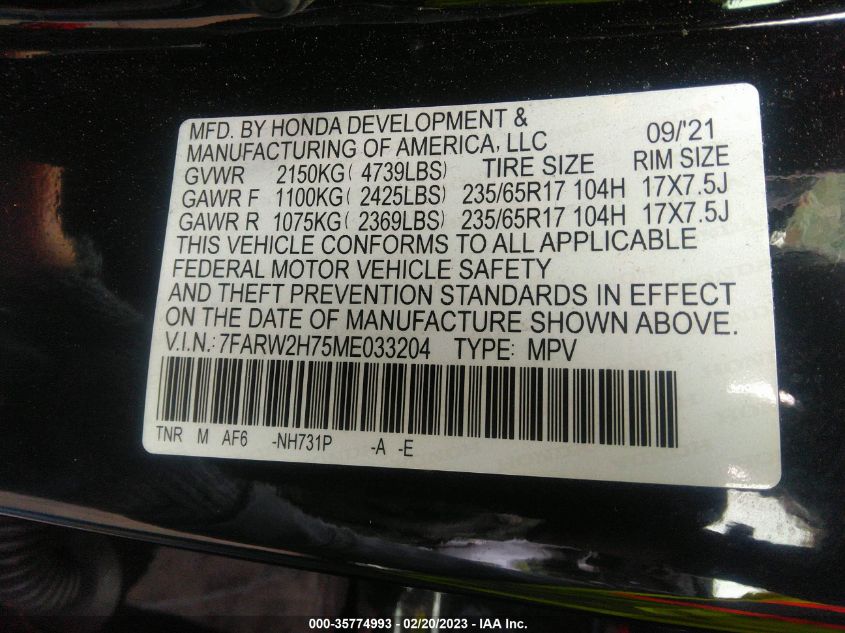 MFD. BY HONDA DEVELOPMENT &
MANUFACTURING OF AMERICA, LLC 09/'21
GVWR 2150KG( 4739LBS) TIRE SIZE RIM SIZE
GAWR F 1100KG( 2425LBS) 235/65R17 104H 17X7.5J
GAWR R 1075KG( 2369LBS) 235/65R17 104H 17X7.5J
THIS VEHICLE CONFORMS TO ALL APPLICABLE
FEDERAL MOTOR VEHICLE SAFETY
AND THEFT PREVENTION STANDARDS IN EFFECT
ON THE DATE OF MANUFACTURE SHOWN ABOVE.
V.I.N.: 7FARW2H75ME033204 TYPE: MPV
TNR M AF6 -NH731P -A -E
000-35774993 - 02/20/2023 - IAA Inc.